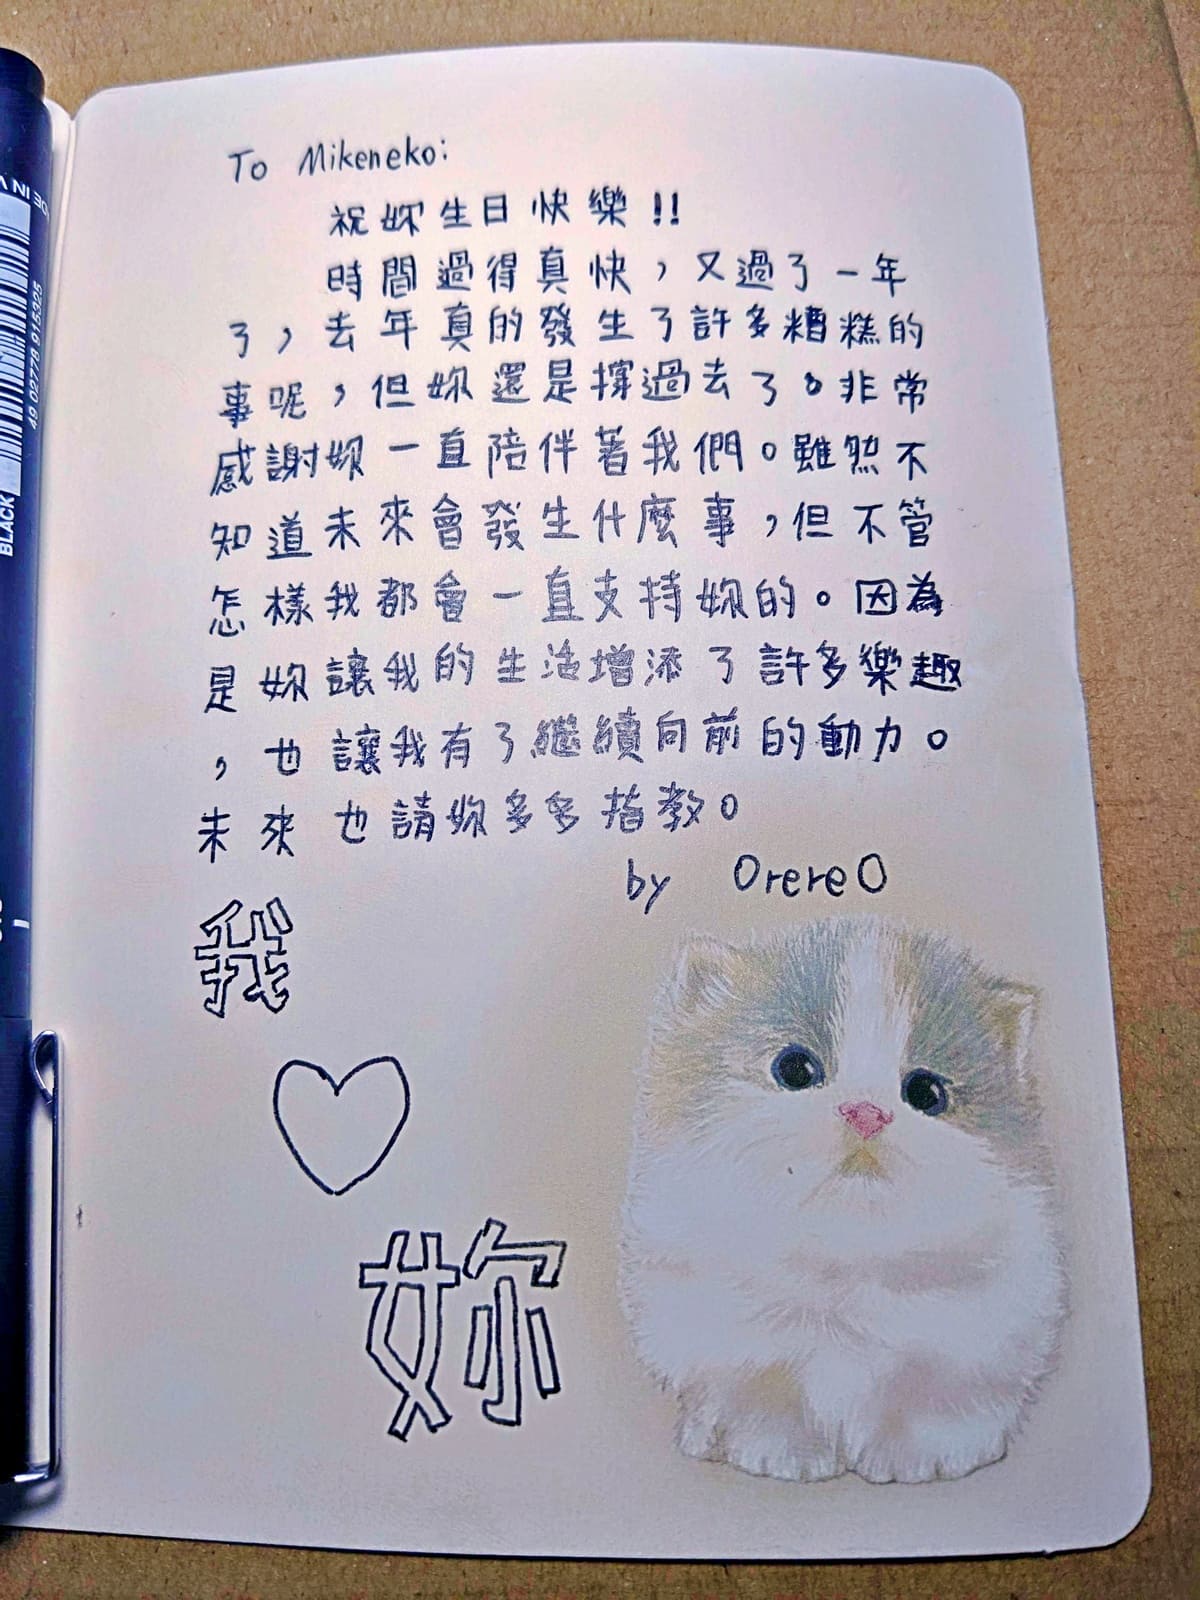 To Mikeneko:
祝妳生日快樂!!
時間過得真快，又過了一年
了，去年真的發生了許多糟糕的
事呢，但妳還是撐過去了。非常
感謝妳一直陪伴著我們。雖然不
知道未來會發生什麼事，但不管
怎樣我都會一直支持妳的。因為
是妳讓我的生活增添了許多樂趣
，也讓我有了繼續向前的動力。
未來也請妳多多指教。
by OrereO
我
♡
妳
BLACK
49 02778 915325